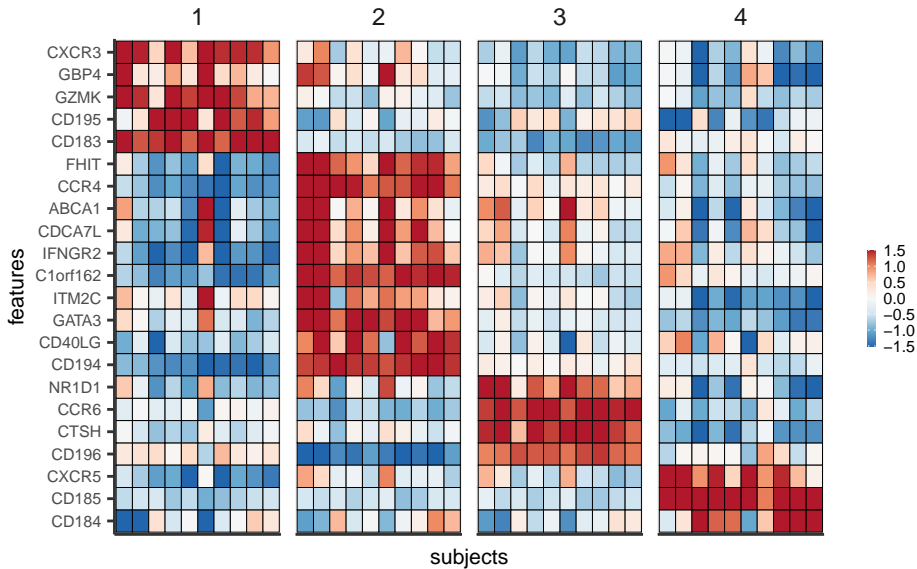 1 2 3 4
CXCR3
GBP4
GZMK
CD195
CD183
FHIT
CCR4
ABCA1
CDCA7L
IFNGR2
C1orf162
ITM2C
GATA3
CD40LG
CD194
NR1D1
CCR6
CTSH
CD196
CXCR5
CD185
CD184
features
subjects
1.5
1.0
0.5
0.0
−0.5
−1.0
−1.5